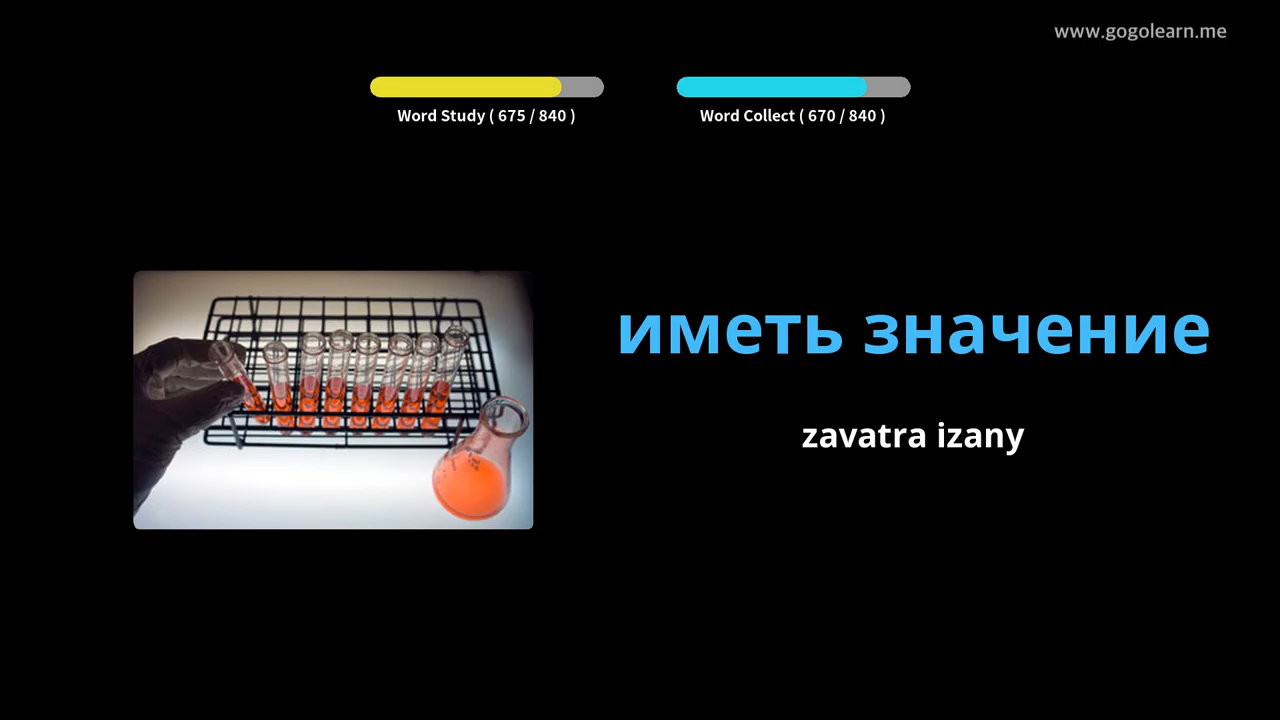 www.gogolearn.me
Word Study ( 675 / 840 )
Word Collect ( 670 / 840 )
иметь значение
zavatra izany